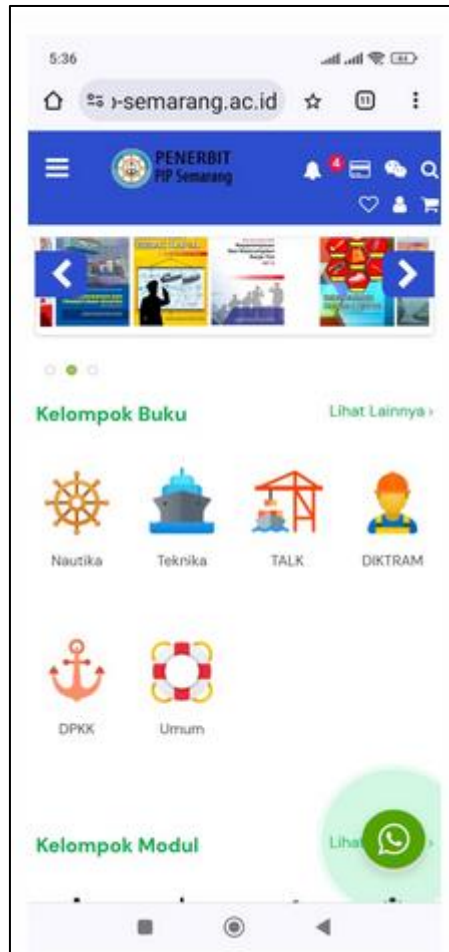 5:36
-semarang.ac.id
11
PENERBIT
PIP Semarang
4
Kelompok Buku
Lihat Lainnya ›
Nautika
Teknika
TALK
DIKTRAM
DPKK
Umum
Kelompok Modul